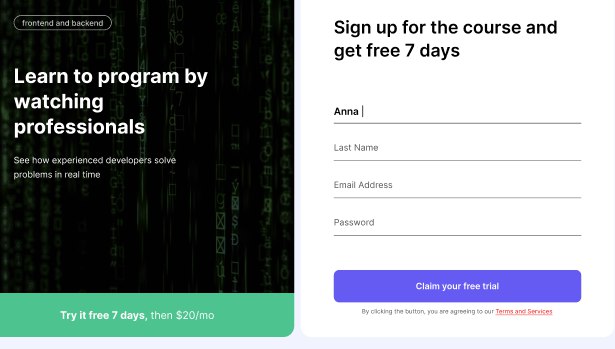 frontend and backend
Learn to program by
watching
professionals
See how experienced developers solve
problems in real time
Try it free 7 days, then $20/mo
Sign up for the course and
get free 7 days
Anna
Last Name
Email Address
Password
Claim your free trial
By clicking the button, you are agreeing to our Terms and Services